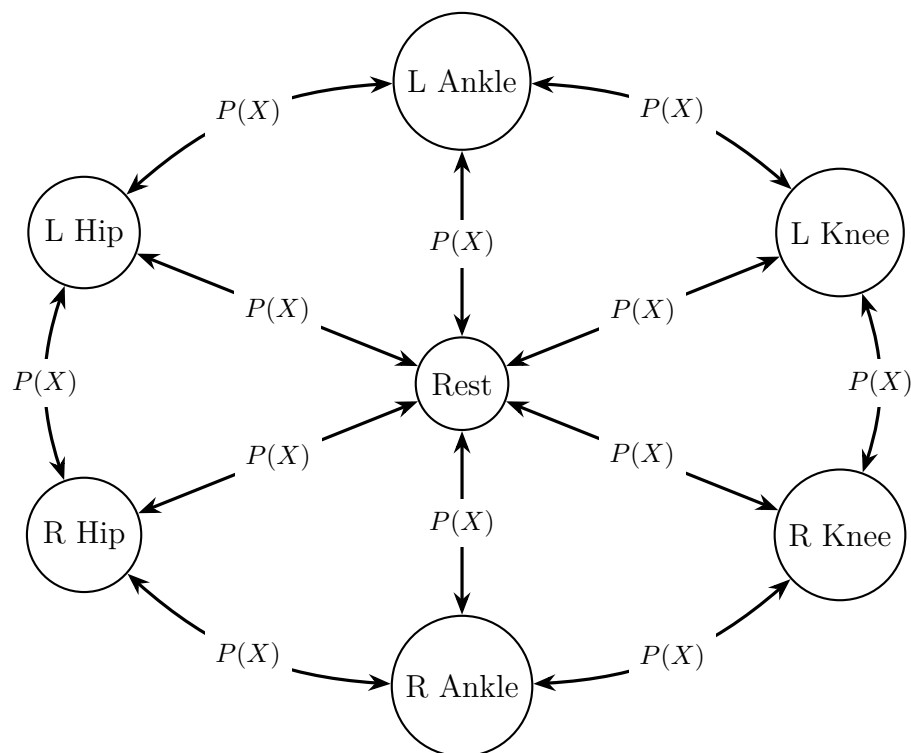 L Ankle
P(X)
P(X)
L Hip
L Knee
P(X)
P(X)
P(X)
P(X)
Rest
P(X)
P(X)
P(X)
P(X)
R Hip
R Knee
P(X)
P(X)
R Ankle